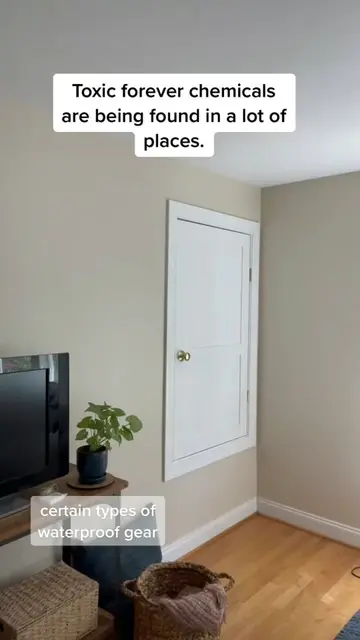 Toxic forever chemicals
are being found in a lot of
places.
certain types of
waterproof gear